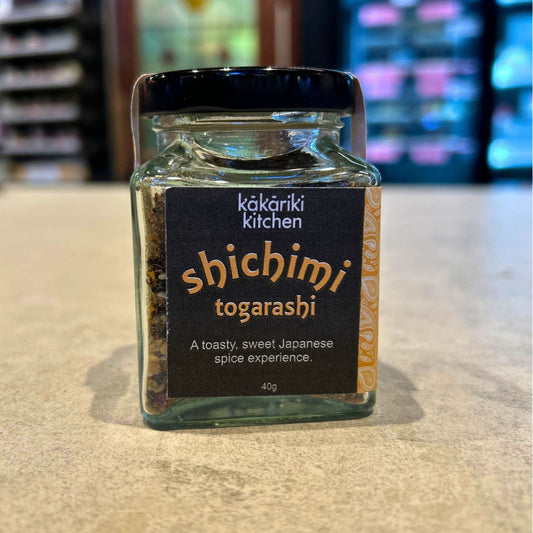 kākāriki
kitchen
shichimi
togarashi
A toasty, sweet Japanese
spice experience.
40g